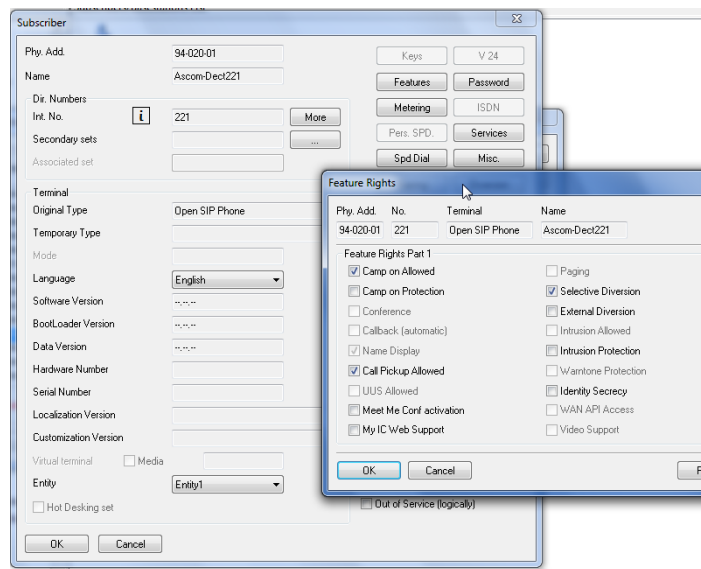 Subscriber
Phy. Add. 94-020-01 Keys V 24
Name Ascom-Dect221 Features Password
Dir. Numbers Metering ISDN
Int. No. i 221 More
Pers. SPD. Services
Secondary sets ...
Associated set Spd Dial Misc.
Terminal
Original Type Open SIP Phone
Temporary Type
Mode
Language English
Software Version --.--.--
BootLoader Version --.--.--
Data Version --.--.--
Hardware Number
Serial Number
Localization Version
Customization Version
Virtual terminal Media
Entity Entity1
Hot Desking set
Out of Service (logically)
OK Cancel
Feature Rights
Phy. Add. No. Terminal Name
94-020-01 221 Open SIP Phone Ascom-Dect221
Feature Rights Part 1
Camp on Allowed Paging
Camp on Protection Selective Diversion
Conference External Diversion
Callback (automatic) Intrusion Allowed
Name Display Intrusion Protection
Call Pickup Allowed Warntone Protection
UUS Allowed Identity Secrecy
Meet Me Conf activation WAN API Access
My IC Web Support Video Support
OK Cancel